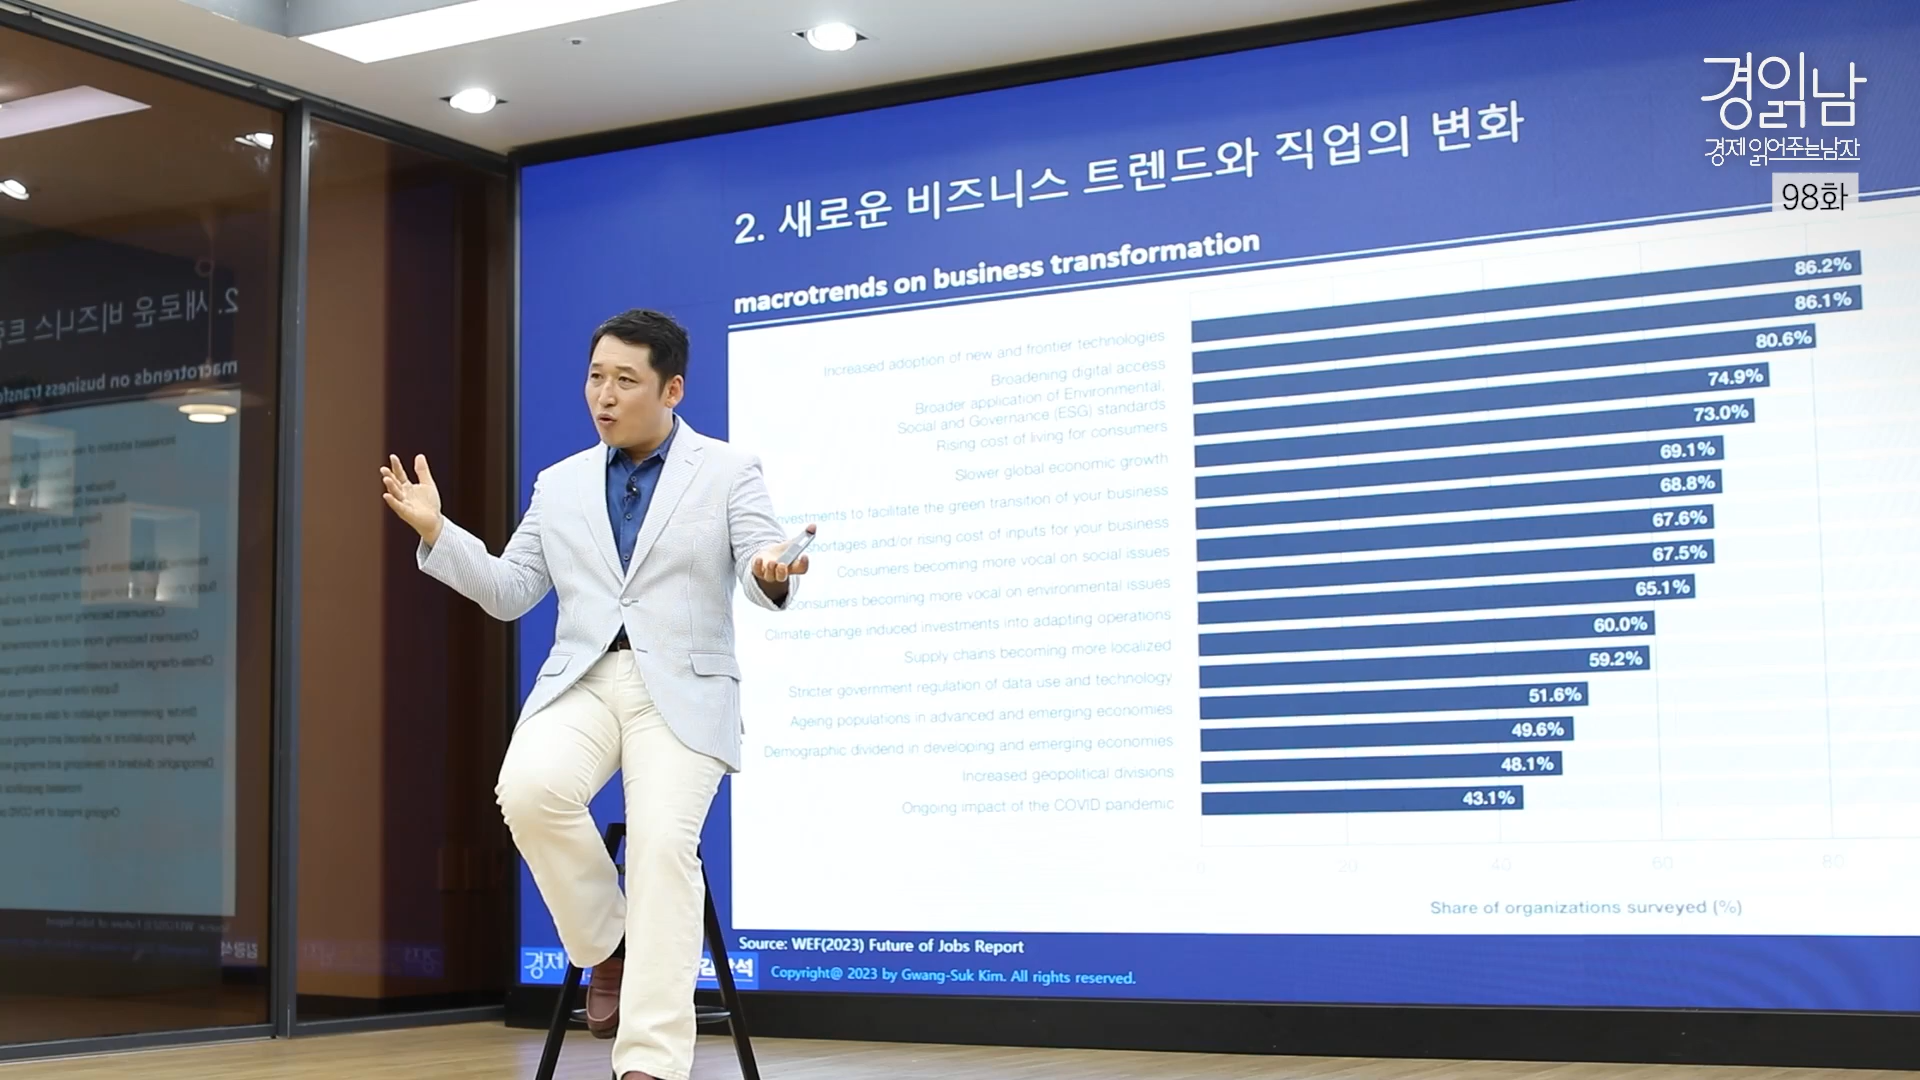 경읽남
경제 읽어주는남자
98화
2. 새로운 비즈니스 트렌드와 직업의 변화
macrotrends on business transformation
Increased adoption of new and frontier technologies 86.2%
Broadening digital access 86.1%
Broader application of Environmental,
Social and Governance (ESG) standards 80.6%
Rising cost of living for consumers 74.9%
Slower global economic growth 73.0%
nvestments to facilitate the green transition of your business 69.1%
shortages and/or rising cost of inputs for your business 68.8%
Consumers becoming more vocal on social issues 67.6%
Consumers becoming more vocal on environmental issues 67.5%
Climate-change induced investments into adapting operations 65.1%
Supply chains becoming more localized 60.0%
Stricter government regulation of data use and technology 59.2%
Ageing populations in advanced and emerging economies 51.6%
Demographic dividend in developing and emerging economies 49.6%
Increased geopolitical divisions 48.1%
Ongoing impact of the COVID pandemic 43.1%
0 20 40 60 80
Share of organizations surveyed (%)
Source: WEF(2023) Future of Jobs Report
경제
석
Copyright@ 2023 by Gwang-Suk Kim. All rights reserved.